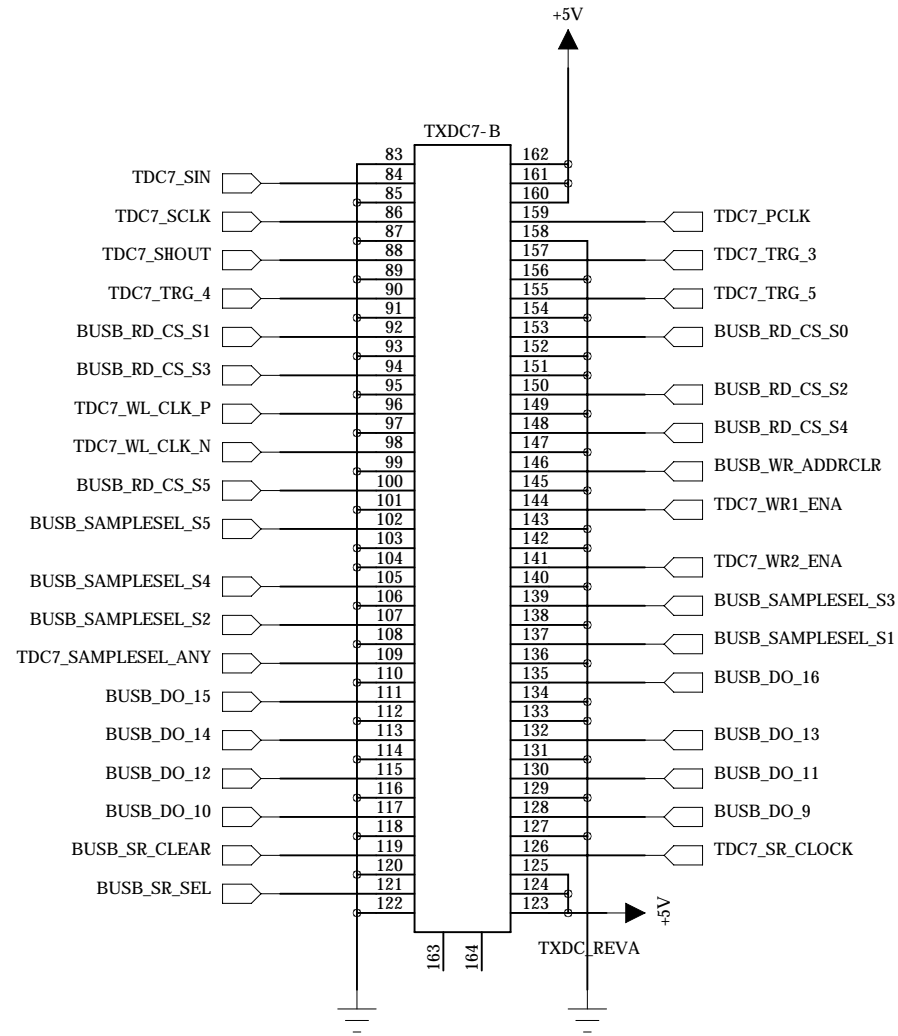 +5V
TXDC7-B
83 162
TDC7_SIN 84 161
85 160
TDC7_SCLK 86 159 TDC7_PCLK
87 158
TDC7_SHOUT 88 157 TDC7_TRG_3
89 156
TDC7_TRG_4 90 155 TDC7_TRG_5
91 154
BUSB_RD_CS_S1 92 153 BUSB_RD_CS_S0
93 152
BUSB_RD_CS_S3 94 151
95 150 BUSB_RD_CS_S2
TDC7_WL_CLK_P 96 149
97 148 BUSB_RD_CS_S4
TDC7_WL_CLK_N 98 147
99 146 BUSB_WR_ADDRCLR
BUSB_RD_CS_S5 100 145
101 144 TDC7_WR1_ENA
BUSB_SAMPLESEL_S5 102 143
103 142
104 141 TDC7_WR2_ENA
BUSB_SAMPLESEL_S4 105 140
106 139 BUSB_SAMPLESEL_S3
BUSB_SAMPLESEL_S2 107 138
108 137 BUSB_SAMPLESEL_S1
TDC7_SAMPLESEL_ANY 109 136
110 135 BUSB_DO_16
BUSB_DO_15 111 134
112 133
BUSB_DO_14 113 132 BUSB_DO_13
114 131
BUSB_DO_12 115 130 BUSB_DO_11
116 129
BUSB_DO_10 117 128 BUSB_DO_9
118 127
BUSB_SR_CLEAR 119 126 TDC7_SR_CLOCK
120 125
BUSB_SR_SEL 121 124
122 123 +5V
163 164 TXDC_REVA